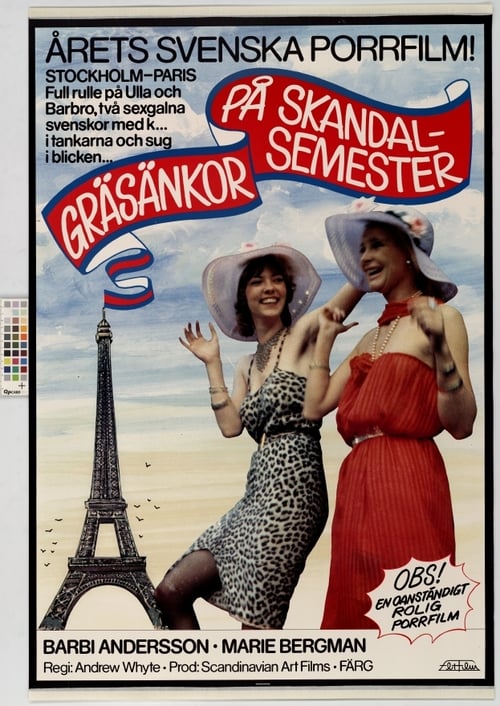 ÅRETS SVENSKA PORRFILM!
STOCKHOLM–PARIS
Full rulle på Ulla och
Barbro, två sexgalna
svenskor med k...
i tankarna och sug
i blicken...
GRÄSÄNKOR
PÅ SKANDAL-
SEMESTER
OBS!
EN OANSTÄNDIGT
ROLIG
PORRFILM
BARBI ANDERSSON · MARIE BERGMAN
Regi: Andrew Whyte · Prod: Scandinavian Art Films · FÄRG